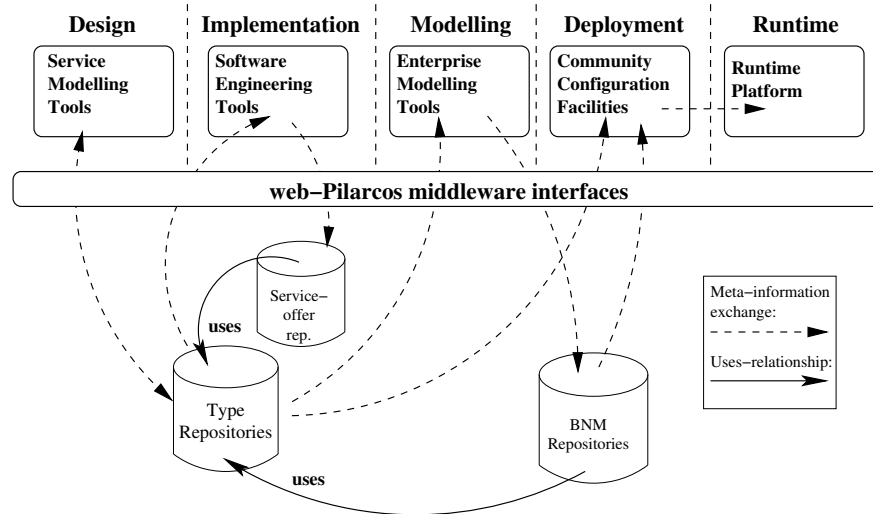 Design
Implementation
Modelling
Deployment
Runtime
Service
Modelling
Tools
Software
Engineering
Tools
Enterprise
Modelling
Tools
Community
Configuration
Facilities
Runtime
Platform
web−Pilarcos middleware interfaces
Service−
offer
rep.
uses
Type
Repositories
BNM
Repositories
uses
Meta−information
exchange:
Uses−relationship: